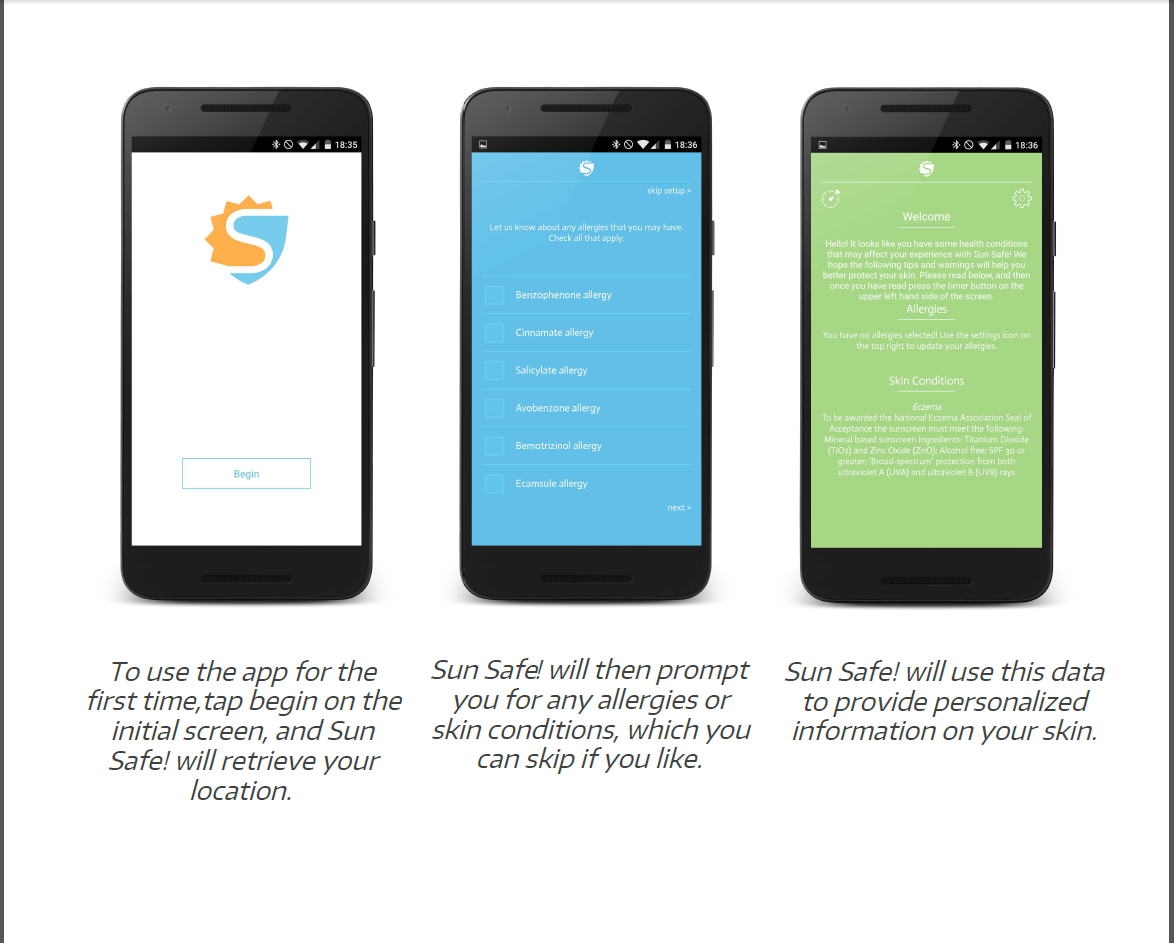 18:35
Begin
18:36
skip setup >
Let us know about any allergies that you may have.
Check all that apply:
Benzophenone allergy
Cinnamate allergy
Salicylate allergy
Avobenzone allergy
Bemotrizinol allergy
Ecamsule allergy
next >
18:36
Welcome
Hello! It looks like you have some health conditions
that may affect your experience with Sun Safe! We
hope the following tips and warnings will help you
better protect your skin. Please read below, and then
once you have read press the timer button on the
upper left hand side of the screen.
Allergies
You have no allergies selected! Use the settings icon on
the top right to update your allergies.
Skin Conditions
Eczema
To be awarded the National Eczema Association Seal of
Acceptance the sunscreen must meet the following:
Mineral based sunscreen ingredients: Titanium Dioxide
(TiO2) and Zinc Oxide (ZnO); Alcohol free; SPF 30 or
greater; 'Broad-spectrum' protection from both
ultraviolet A (UVA) and ultraviolet B (UVB) rays
To use the app for the
first time,tap begin on the
initial screen, and Sun
Safe! will retrieve your
location.
Sun Safe! will then prompt
you for any allergies or
skin conditions, which you
can skip if you like.
Sun Safe! will use this data
to provide personalized
information on your skin.